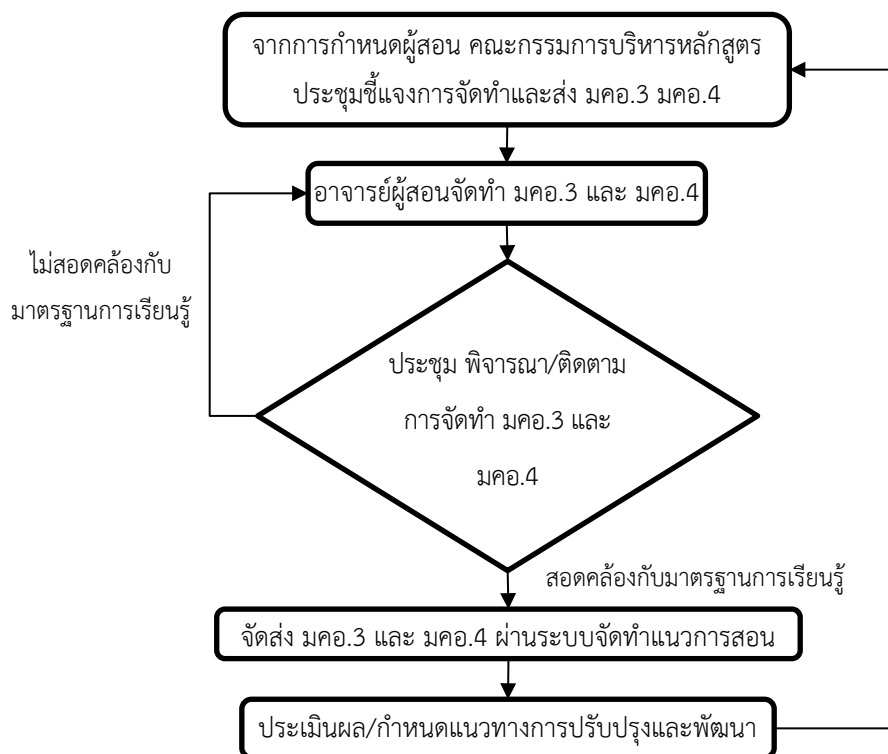 จากการกำหนดผู้สอน คณะกรรมการบริหารหลักสูตร
ประชุมชี้แจงการจัดทำและส่ง มคอ.3 มคอ.4
อาจารย์ผู้สอนจัดทำ มคอ.3 และ มคอ.4
ไม่สอดคล้องกับ
มาตรฐานการเรียนรู้
ประชุม พิจารณา/ติดตาม
การจัดทำ มคอ.3 และ
มคอ.4
สอดคล้องกับมาตรฐานการเรียนรู้
จัดส่ง มคอ.3 และ มคอ.4 ผ่านระบบจัดทำแนวการสอน
ประเมินผล/กำหนดแนวทางการปรับปรุงและพัฒนา